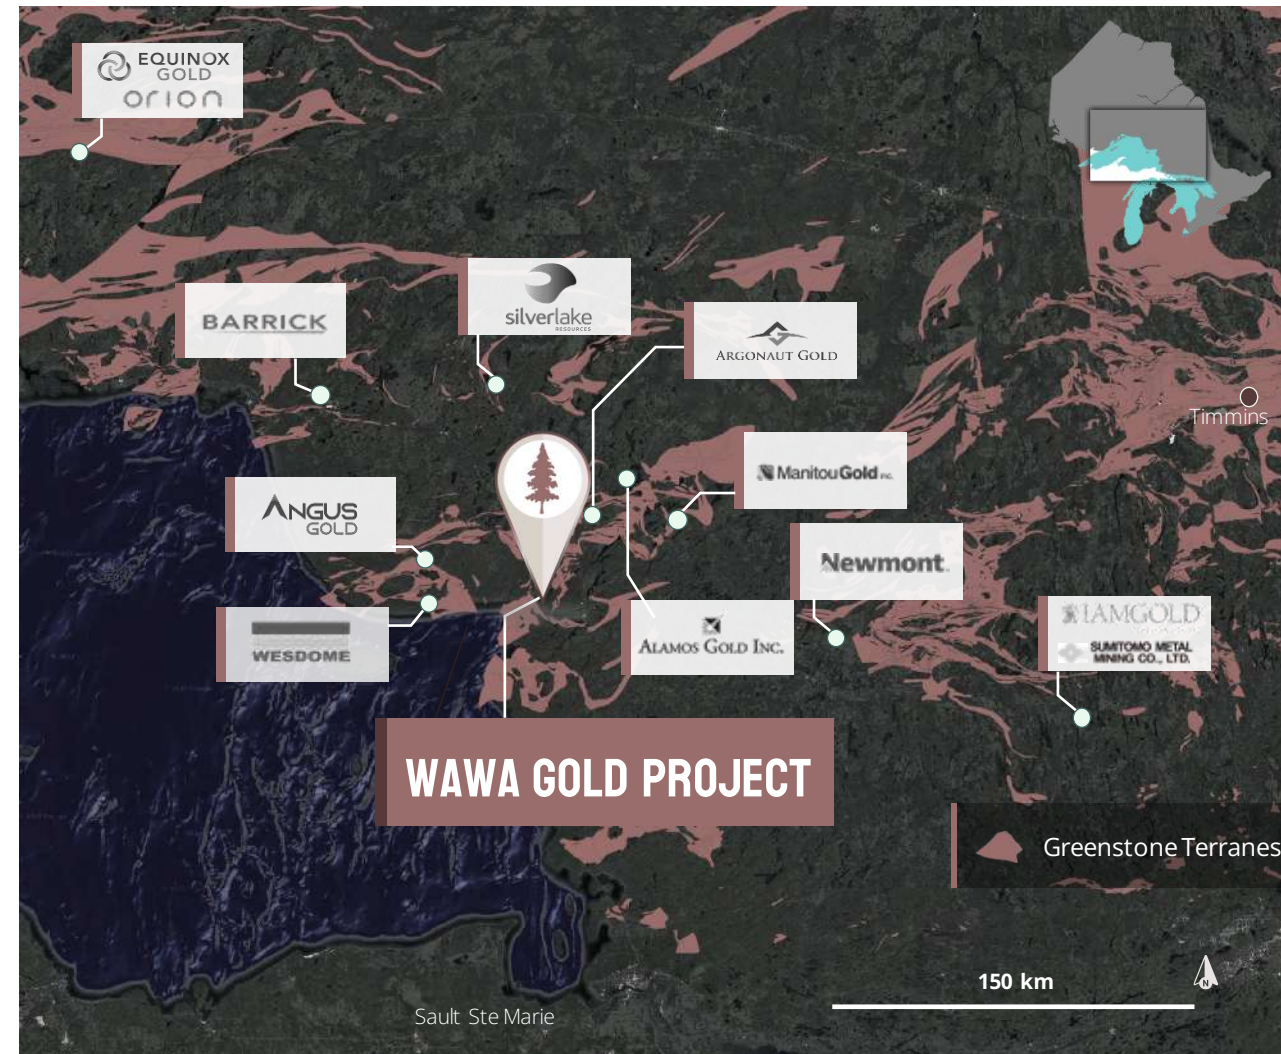 EQUINOX
GOLD
orion
BARRICK
silverlake
RESOURCES
ARGONAUT GOLD
Timmins
ManitouGold INC.
ANGUS
GOLD
Newmont
WESDOME
ALAMOS GOLD INC.
IAMGOLD
SUMITOMO METAL
MINING CO., LTD.
WAWA GOLD PROJECT
Greenstone Terranes
150 km
N
Sault Ste Marie